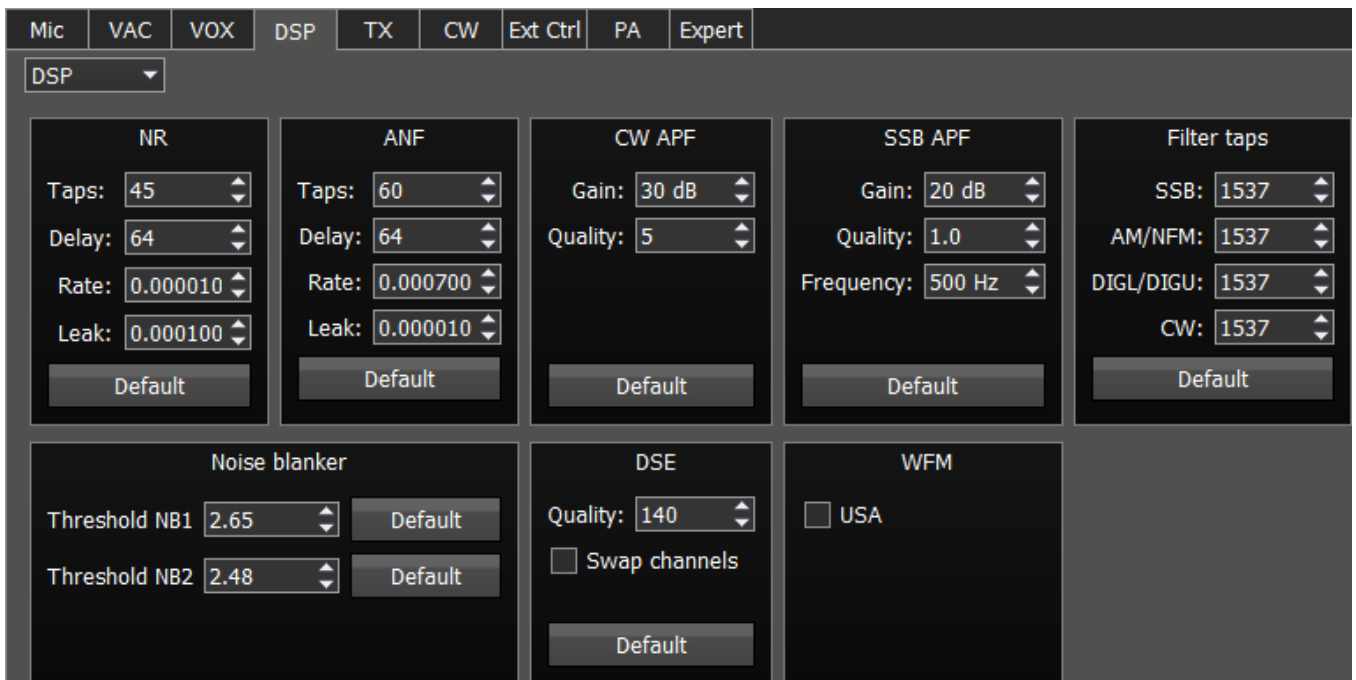 Mic VAC VOX DSP TX CW Ext Ctrl PA Expert
DSP
NR
Taps: 45
Delay: 64
Rate: 0.000010
Leak: 0.000100
Default
ANF
Taps: 60
Delay: 64
Rate: 0.000700
Leak: 0.000010
Default
CW APF
Gain: 30 dB
Quality: 5
Default
SSB APF
Gain: 20 dB
Quality: 1.0
Frequency: 500 Hz
Default
Filter taps
SSB: 1537
AM/NFM: 1537
DIGL/DIGU: 1537
CW: 1537
Default
Noise blanker
Threshold NB1 2.65 Default
Threshold NB2 2.48 Default
DSE
Quality: 140
Swap channels
Default
WFM
USA